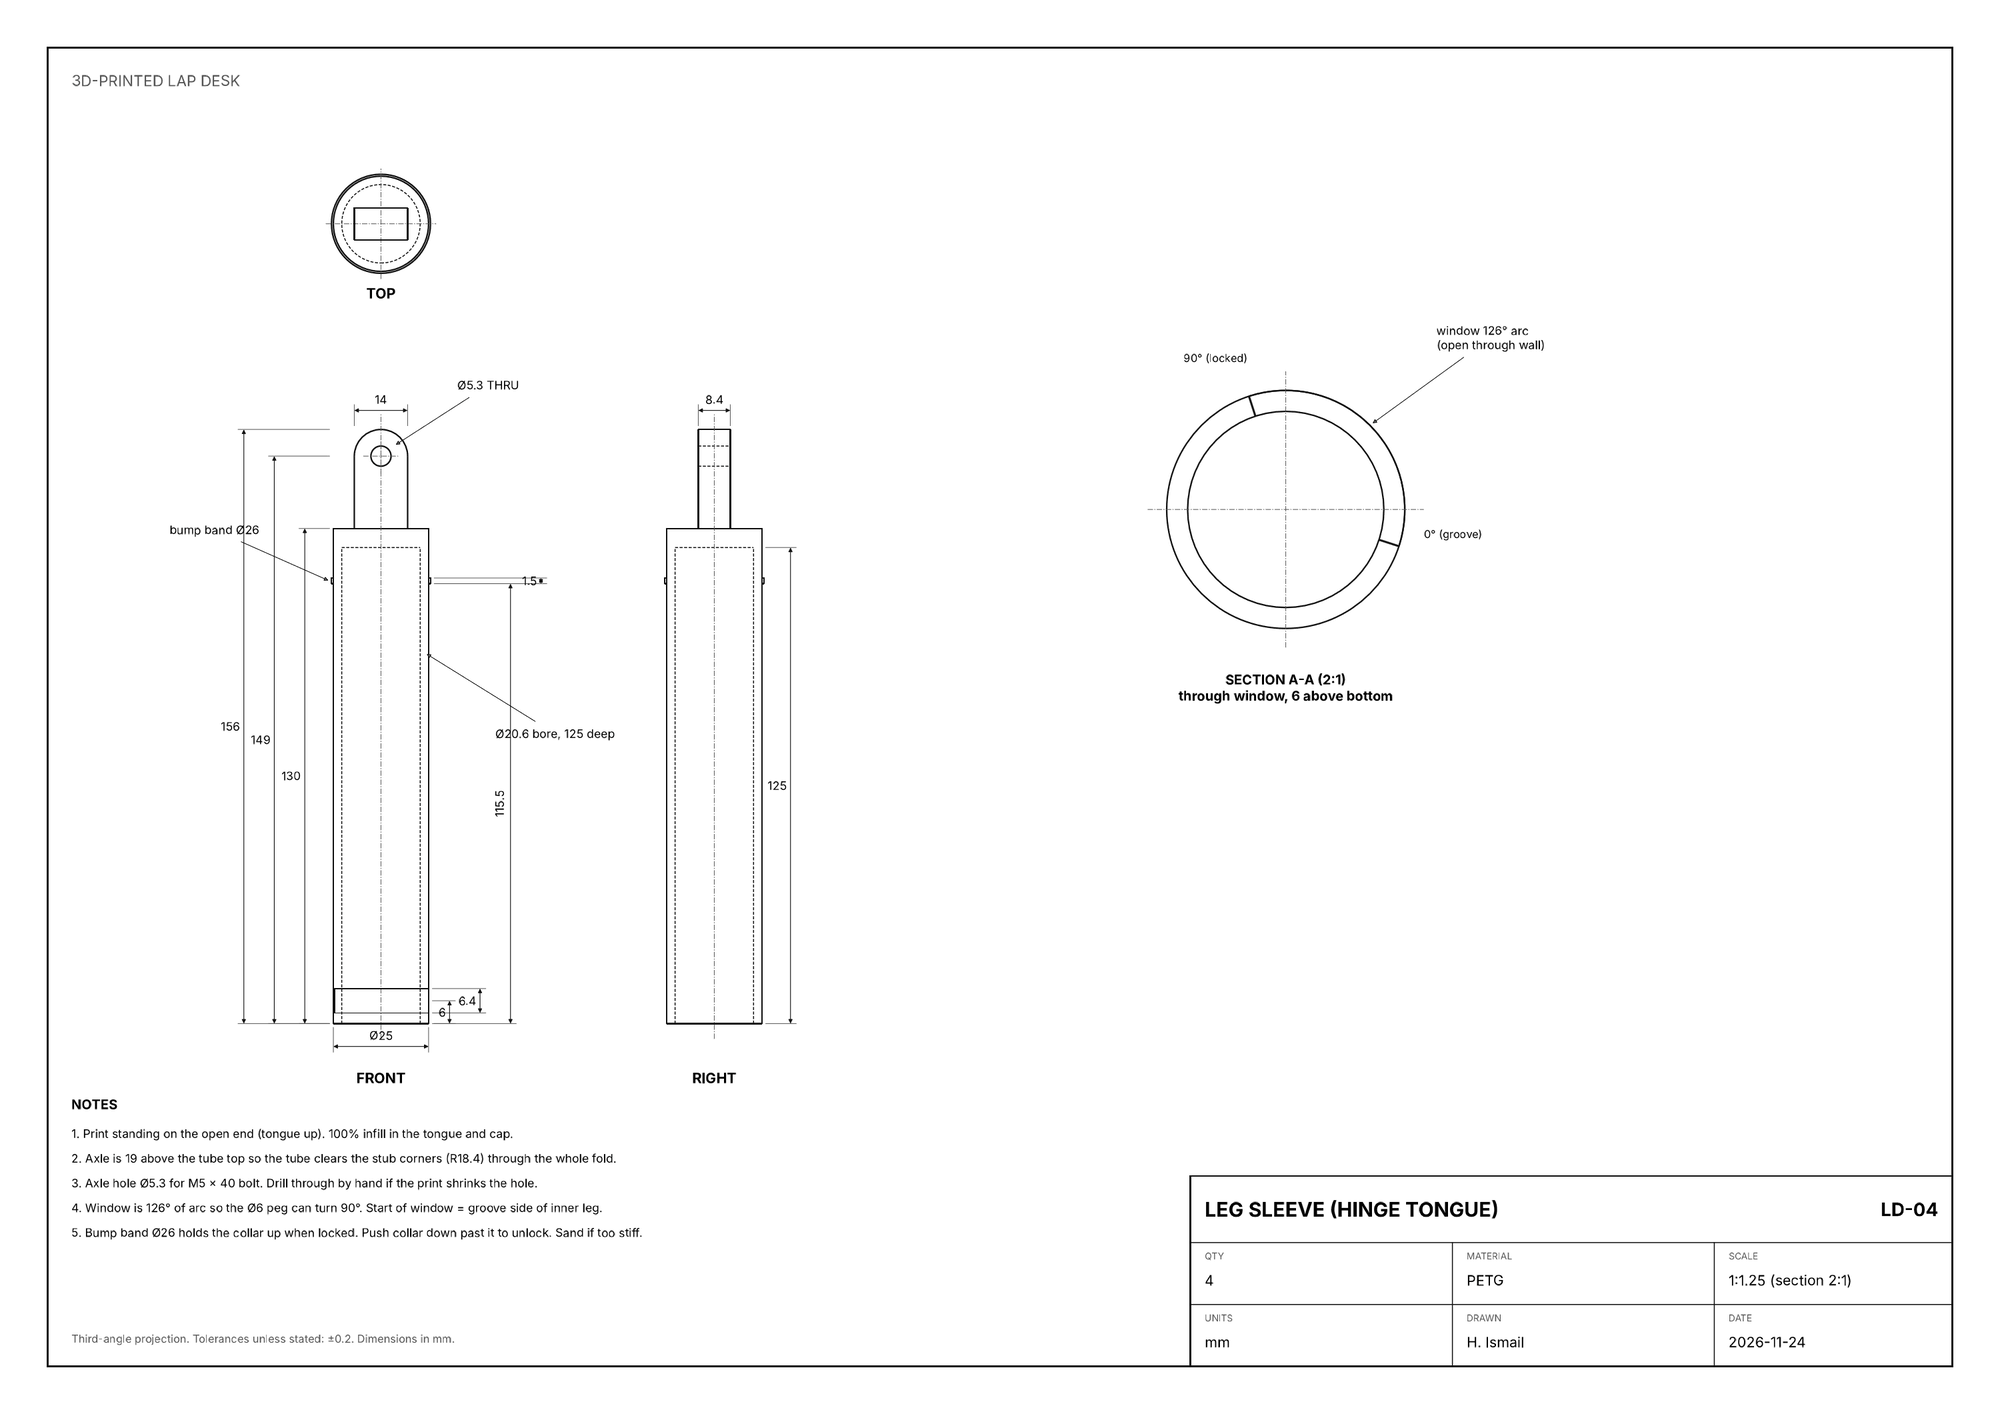 3D-PRINTED LAP DESK
TOP
window 126° arc
(open through wall)
90° (locked)
0° (groove)
SECTION A-A (2:1)
through window, 6 above bottom
Ø5.3 THRU
14
8.4
bump band Ø26
1.5
156
149
130
Ø20.6 bore, 125 deep
115.5
125
6.4
6
Ø25
FRONT
RIGHT
NOTES
1. Print standing on the open end (tongue up). 100% infill in the tongue and cap.
2. Axle is 19 above the tube top so the tube clears the stub corners (R18.4) through the whole fold.
3. Axle hole Ø5.3 for M5 × 40 bolt. Drill through by hand if the print shrinks the hole.
4. Window is 126° of arc so the Ø6 peg can turn 90°. Start of window = groove side of inner leg.
5. Bump band Ø26 holds the collar up when locked. Push collar down past it to unlock. Sand if too stiff.
Third-angle projection. Tolerances unless stated: ±0.2. Dimensions in mm.
LEG SLEEVE (HINGE TONGUE)
LD-04
QTY
4
MATERIAL
PETG
SCALE
1:1.25 (section 2:1)
UNITS
mm
DRAWN
H. Ismail
DATE
2026-11-24